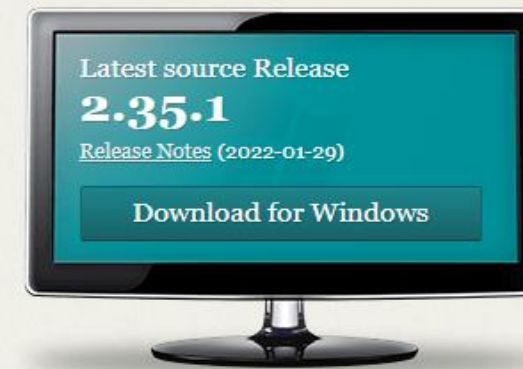 Latest source Release
2.35.1
Release Notes (2022-01-29)
Download for Windows